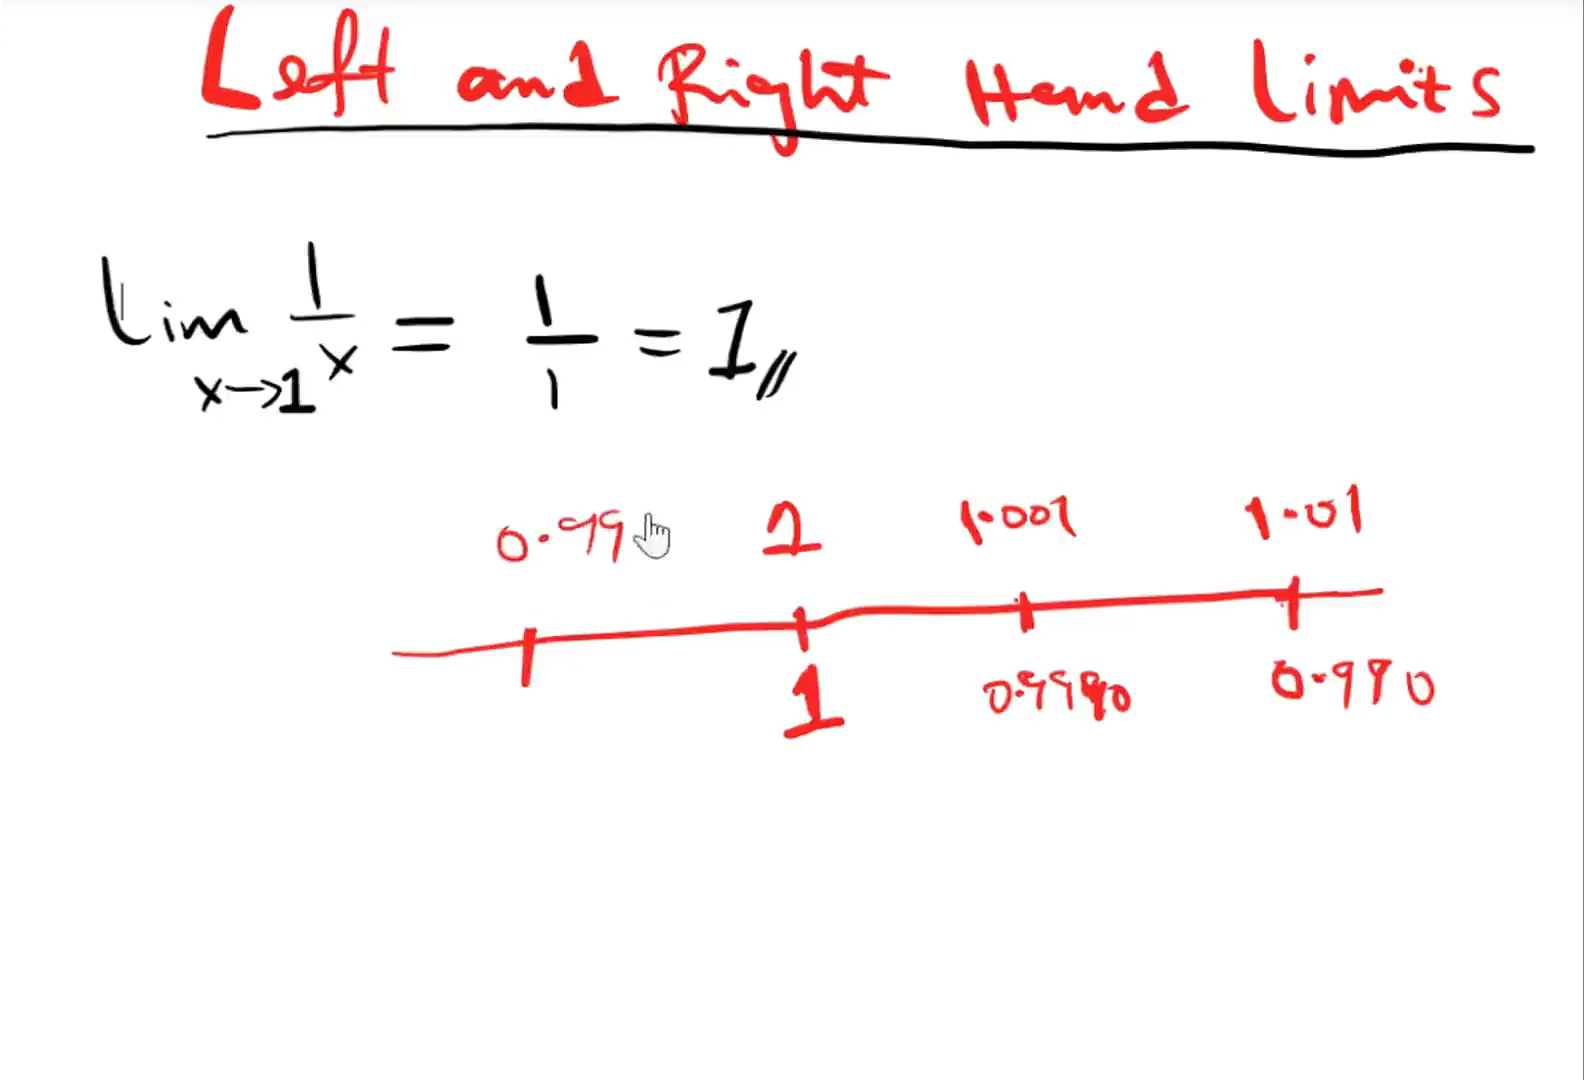 Left and Right Hand Limits
lim x→1 1/x = 1/1 = 1
0.99 1 1.001 1.01
1 0.9990 0.990